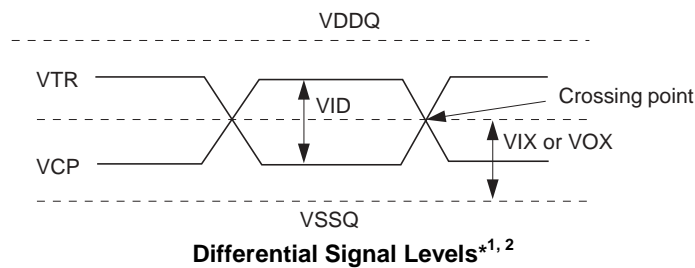 VDDQ
VTR
Crossing point
VID
VIX or VOX
VCP
VSSQ
Differential Signal Levels*1, 2